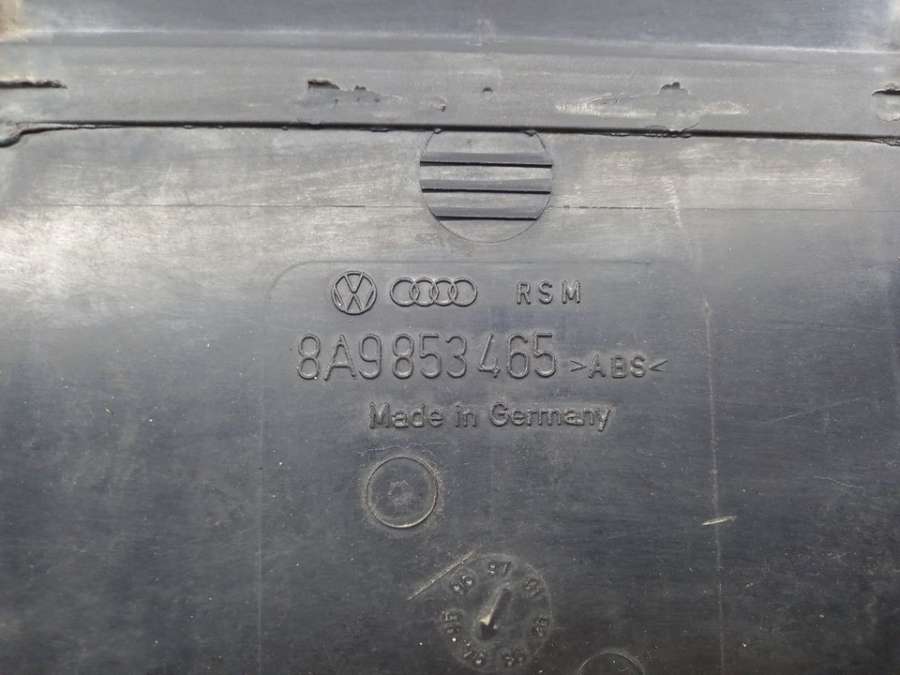 RSM
8A9853465 >ABS<
Made in Germany